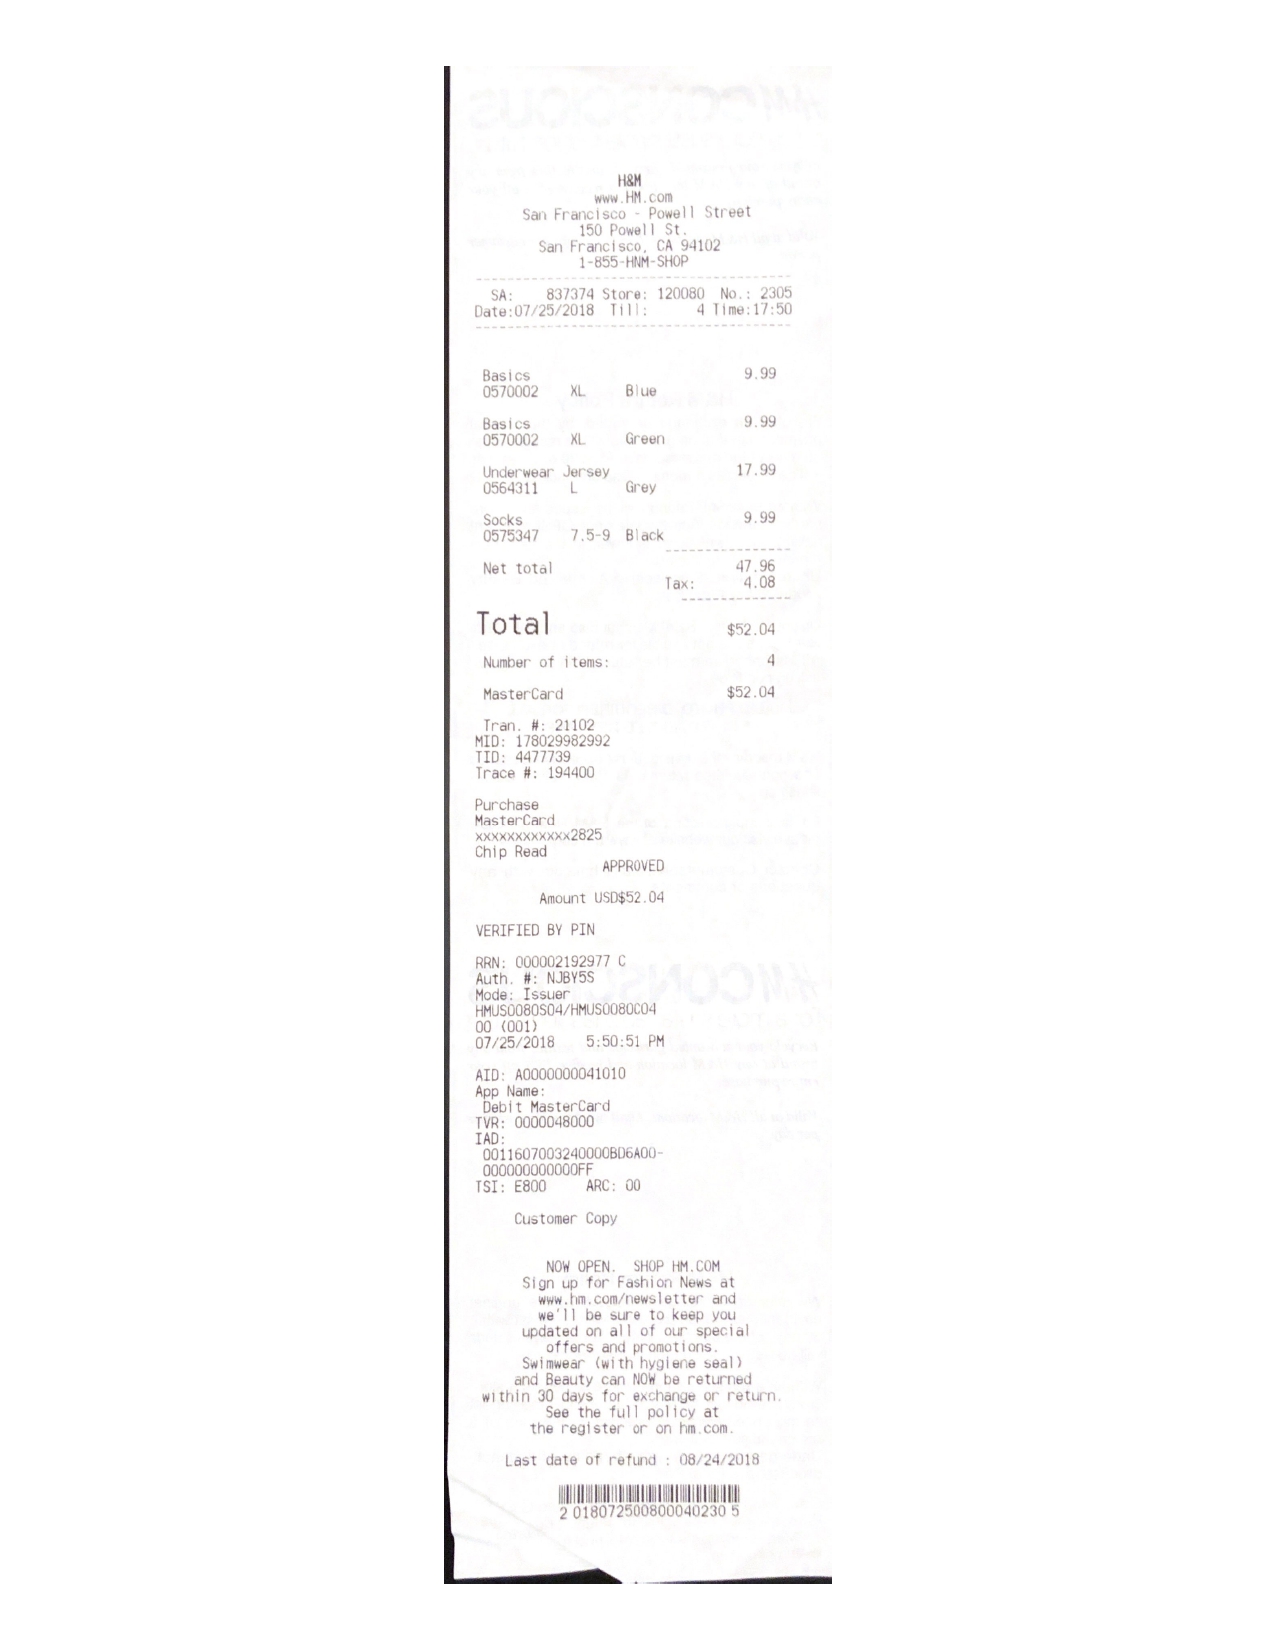 H&M
www.HM.com
San Francisco - Powell Street
150 Powell St.
San Francisco, CA 94102
1-855-HNM-SHOP
SA: 837374 Store: 120080 No.: 2305
Date:07/25/2018 Till: 4 Time:17:50
Basics 9.99
0570002 XL Blue
Basics 9.99
0570002 XL Green
Underwear Jersey 17.99
0564311 L Grey
Socks 9.99
0575347 7.5-9 Black
Net total 47.96
Tax: 4.08
Total $52.04
Number of items: 4
MasterCard $52.04
Tran. #: 21102
MID: 178029982992
TID: 4477739
Trace #: 194400
Purchase
MasterCard
xxxxxxxxxxxx2825
Chip Read
APPROVED
Amount USD$52.04
VERIFIED BY PIN
RRN: 000002192977 C
Auth. #: NJBY5S
Mode: Issuer
HMUS0080S04/HMUS0080C04
00 (001)
07/25/2018 5:50:51 PM
AID: A0000000041010
App Name:
Debit MasterCard
TVR: 0000048000
IAD:
0011607003240000BD6A00-
000000000000FF
TSI: E800 ARC: 00
Customer Copy
NOW OPEN. SHOP HM.COM
Sign up for Fashion News at
www.hm.com/newsletter and
we'll be sure to keep you
updated on all of our special
offers and promotions.
Swimwear (with hygiene seal)
and Beauty can NOW be returned
within 30 days for exchange or return.
See the full policy at
the register or on hm.com.
Last date of refund : 08/24/2018
2 018072500800040230 5